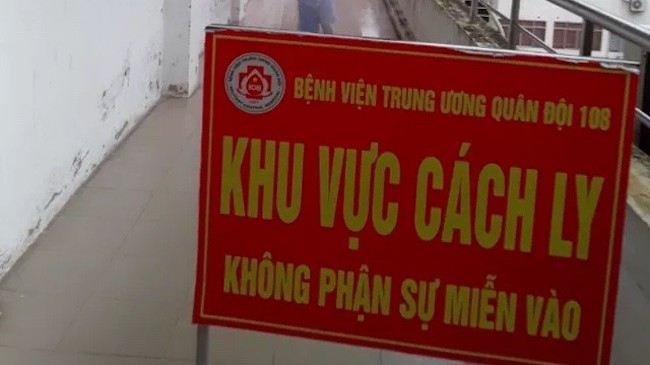 BỆNH VIỆN TRUNG ƯƠNG QUÂN ĐỘI 108
KHU VỰC CÁCH LY
KHÔNG PHẬN SỰ MIỄN VÀO